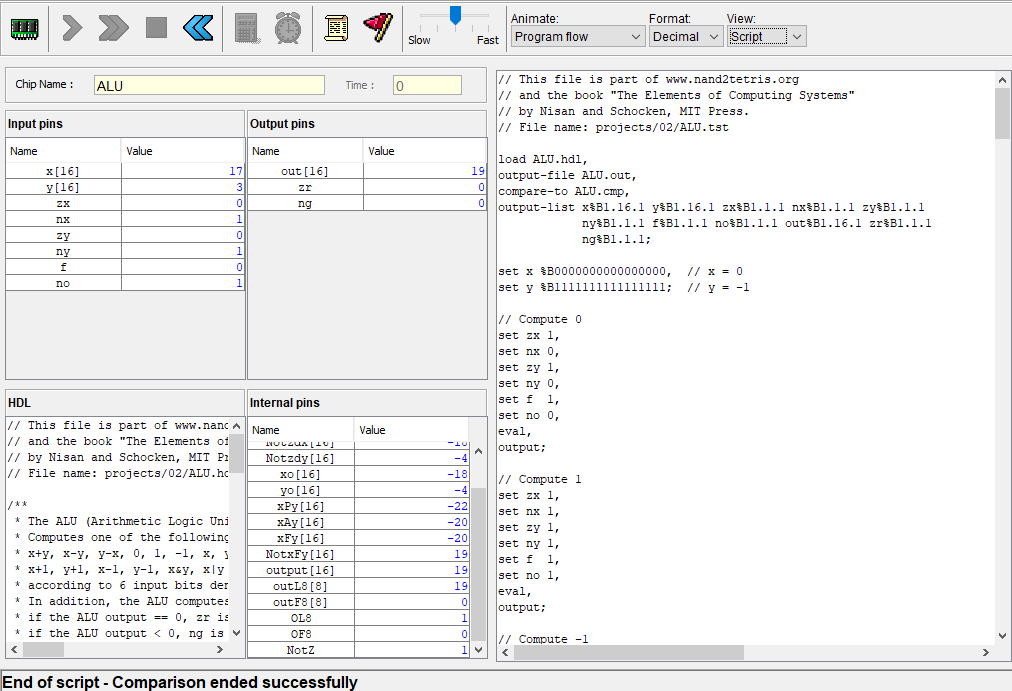 Slow
Fast
Animate:
Program flow
Format:
Decimal
View:
Script
Chip Name :
ALU
Time :
0
Input pins
Name Value
x[16] 17
y[16] 3
zx 0
nx 1
zy 0
ny 1
f 0
no 1
Output pins
Name Value
out[16] 19
zr 0
ng 0
HDL
// This file is part of www.nand
// and the book "The Elements of
// by Nisan and Schocken, MIT Pr
// File name: projects/02/ALU.hd
/**
* The ALU (Arithmetic Logic Uni
* Computes one of the following
* x+y, x-y, y-x, 0, 1, -1, x, y
* x+1, y+1, x-1, y-1, x&y, x|y
* according to 6 input bits den
* In addition, the ALU computes
* if the ALU output == 0, zr is
* if the ALU output < 0, ng is
Internal pins
Name Value
Notzdx[16] -18
Notzdy[16] -4
xo[16] -18
yo[16] -4
xPy[16] -22
xAy[16] -20
xFy[16] -20
NotxFy[16] 19
output[16] 19
outL8[8] 19
outF8[8] 0
OL8 1
OF8 0
NotZ 1
// This file is part of www.nand2tetris.org
// and the book "The Elements of Computing Systems"
// by Nisan and Schocken, MIT Press.
// File name: projects/02/ALU.tst
load ALU.hdl,
output-file ALU.out,
compare-to ALU.cmp,
output-list x%B1.16.1 y%B1.16.1 zx%B1.1.1 nx%B1.1.1 zy%B1.1.1
ny%B1.1.1 f%B1.1.1 no%B1.1.1 out%B1.16.1 zr%B1.1.1
ng%B1.1.1;
set x %B0000000000000000,  // x = 0
set y %B1111111111111111;  // y = -1
// Compute 0
set zx 1,
set nx 0,
set zy 1,
set ny 0,
set f  1,
set no 0,
eval,
output;
// Compute 1
set zx 1,
set nx 1,
set zy 1,
set ny 1,
set f  1,
set no 1,
eval,
output;
// Compute -1
End of script - Comparison ended successfully